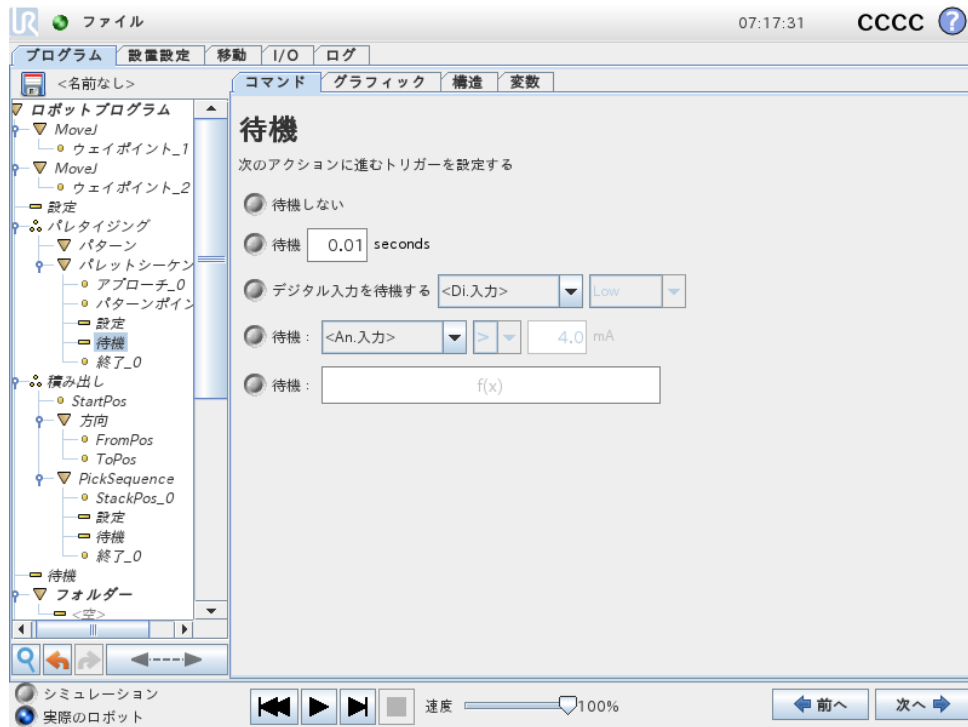 UR ファイル 07:17:31 CCCC ?
プログラム 設置設定 移動 I/O ログ
<名前なし>
コマンド グラフィック 構造 変数
ロボットプログラム
MoveJ
ウェイポイント_1
MoveJ
ウェイポイント_2
設定
パレタイジング
パターン
パレットシーケン
アプローチ_0
パターンポイン
設定
待機
終了_0
積み出し
StartPos
方向
FromPos
ToPos
PickSequence
StackPos_0
設定
待機
終了_0
待機
フォルダー
<空>
待機
次のアクションに進むトリガーを設定する
待機しない
待機 0.01 seconds
デジタル入力を待機する <Di.入力> Low
待機： <An.入力> > 4.0 mA
待機： f(x)
シミュレーション
実際のロボット
速度 100%
前へ 次へ